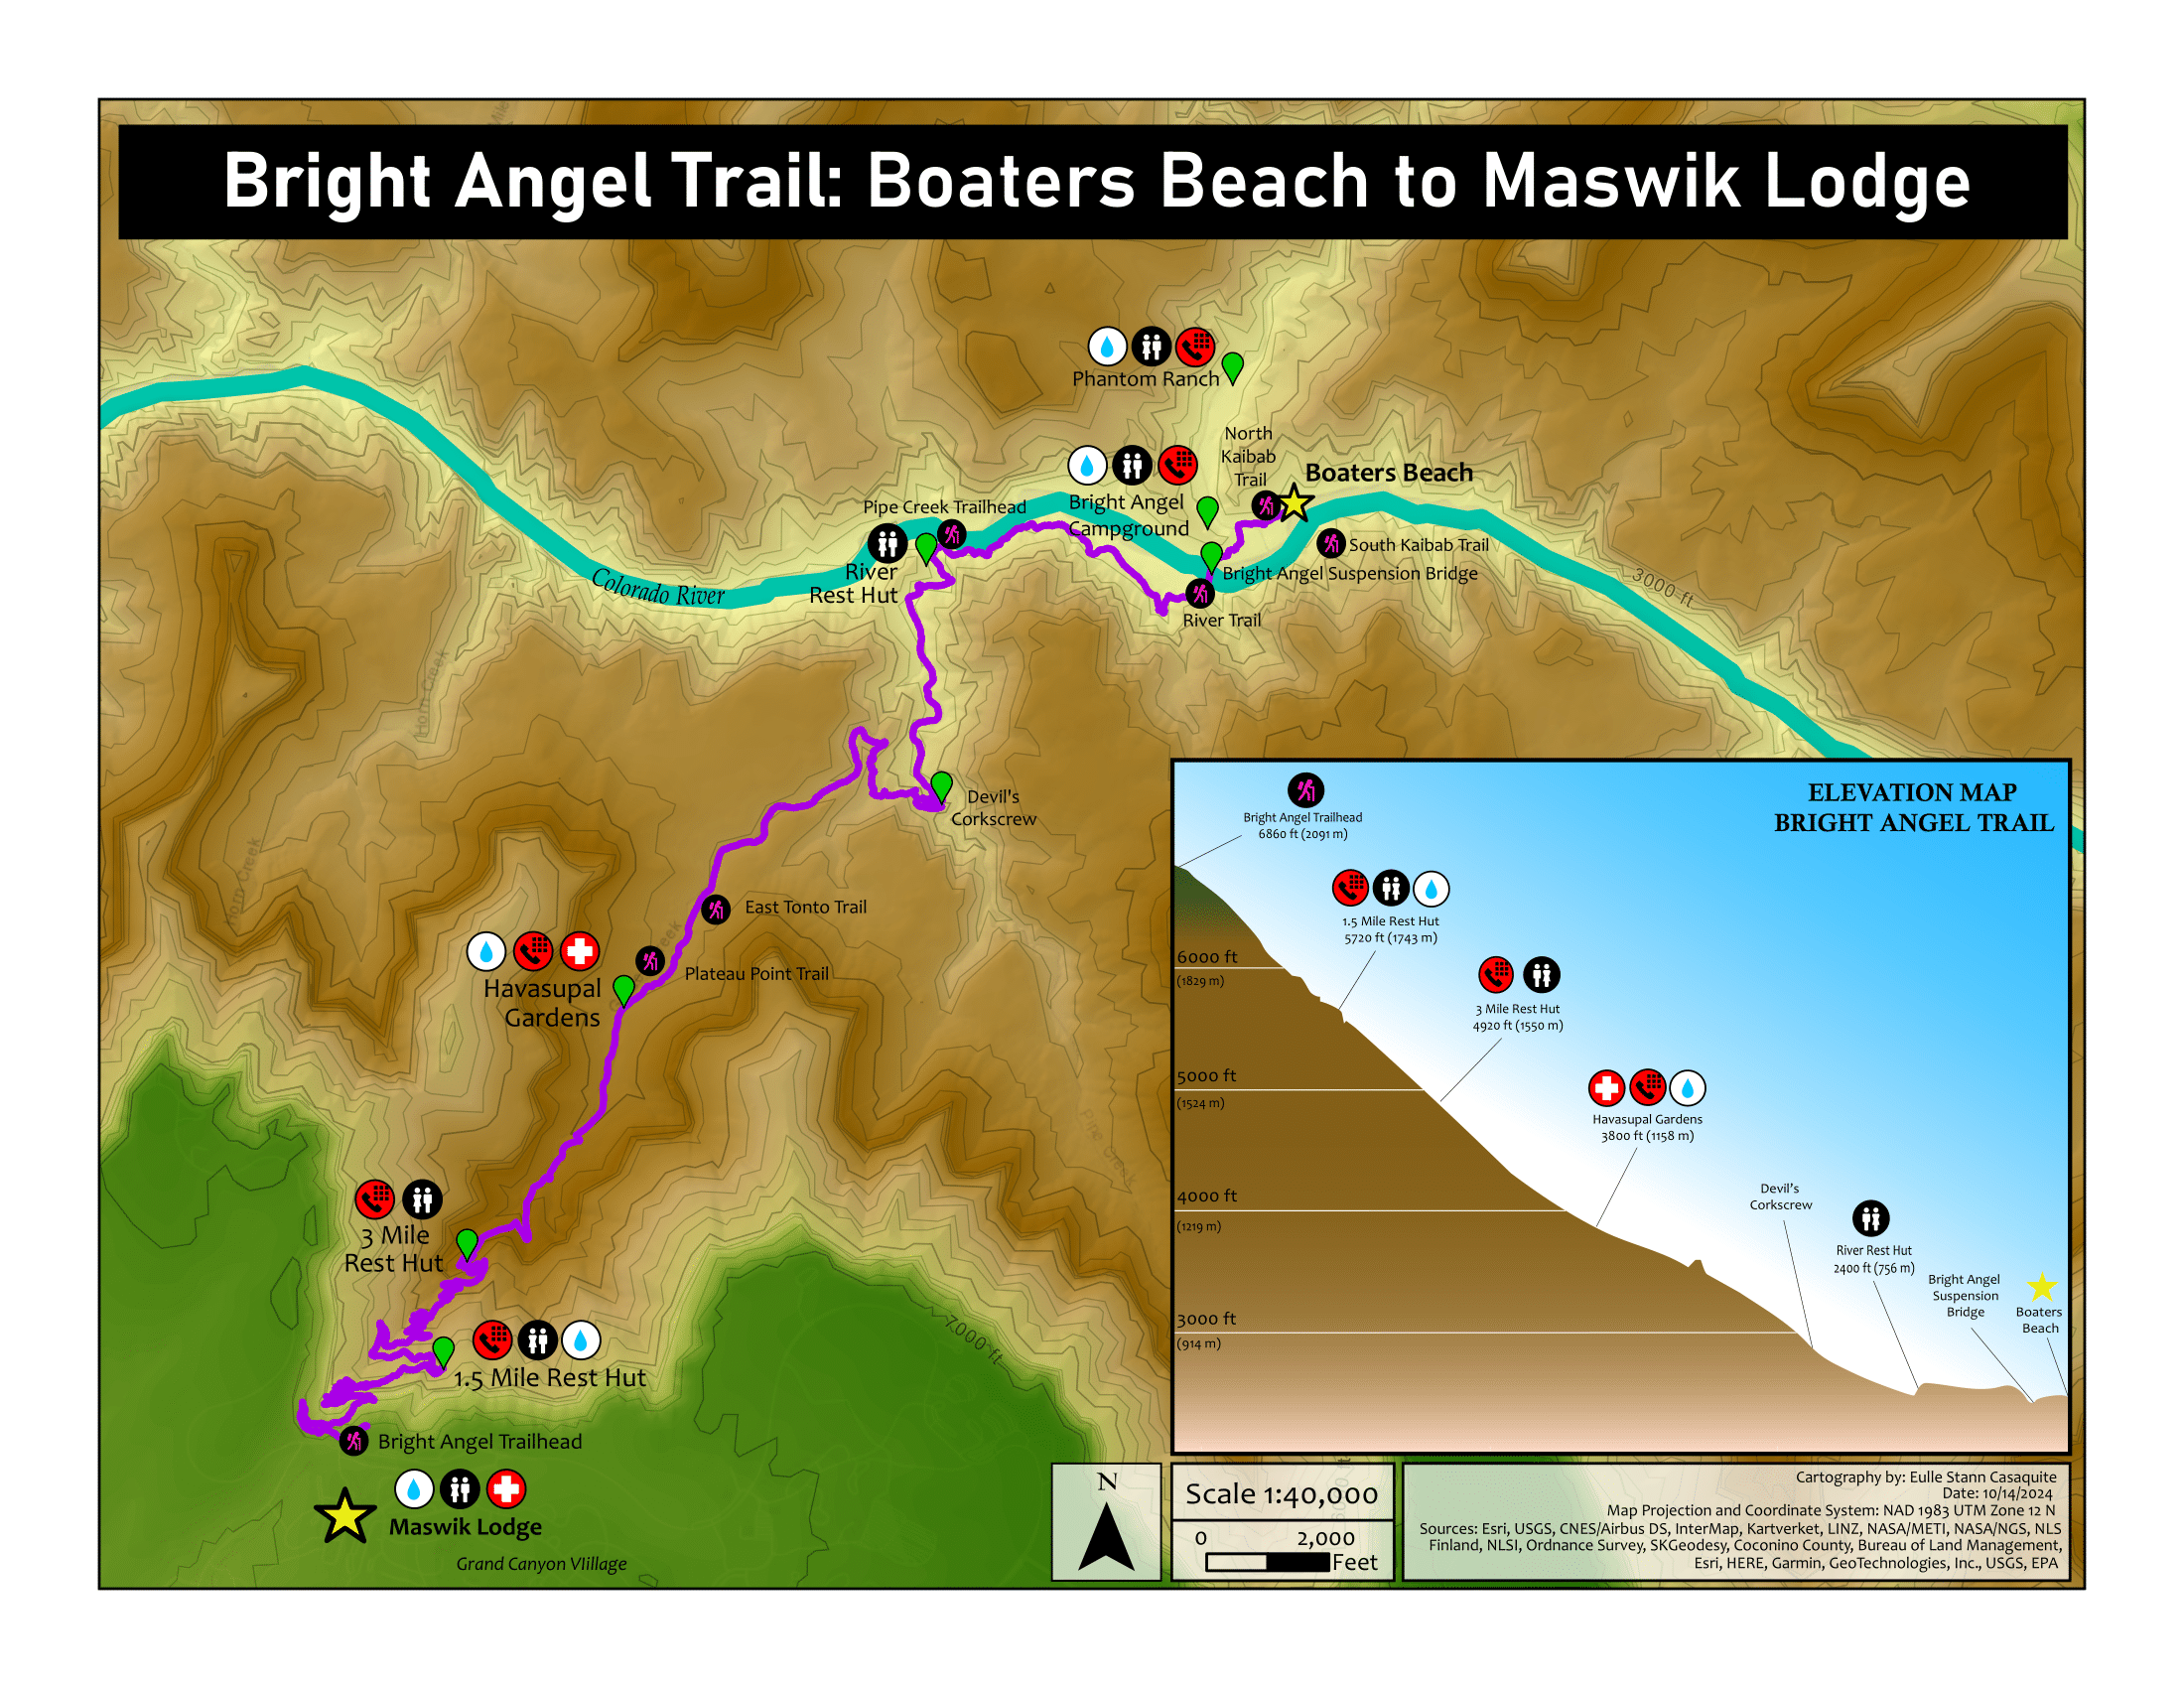 Bright Angel Trail: Boaters Beach to Maswik Lodge
Phantom Ranch
North
Kaibab
Trail
Boaters Beach
Bright Angel
Campground
Pipe Creek Trailhead
South Kaibab Trail
River
Rest Hut
Bright Angel Suspension Bridge
River Trail
Colorado River
3000 ft
Horn Creek
Devil's
Corkscrew
Horn Creek
East Tonto Trail
Plateau Point Trail
Havasupal
Gardens
Pipe Creek
3 Mile
Rest Hut
1.5 Mile Rest Hut
7000 ft
Bright Angel Trailhead
Maswik Lodge
Grand Canyon VIillage
ELEVATION MAP
BRIGHT ANGEL TRAIL
Bright Angel Trailhead
6860 ft (2091 m)
1.5 Mile Rest Hut
5720 ft (1743 m)
6000 ft
(1829 m)
3 Mile Rest Hut
4920 ft (1550 m)
5000 ft
(1524 m)
Havasupal Gardens
3800 ft (1158 m)
4000 ft
(1219 m)
Devil's
Corkscrew
River Rest Hut
2400 ft (756 m)
Bright Angel
Suspension
Bridge
Boaters
Beach
3000 ft
(914 m)
N
Scale 1:40,000
0 2,000
Feet
Cartography by: Eulle Stann Casaquite
Date: 10/14/2024
Map Projection and Coordinate System: NAD 1983 UTM Zone 12 N
Sources: Esri, USGS, CNES/Airbus DS, InterMap, Kartverket, LINZ, NASA/METI, NASA/NGS, NLS
Finland, NLSI, Ordnance Survey, SKGeodesy, Coconino County, Bureau of Land Management,
Esri, HERE, Garmin, GeoTechnologies, Inc., USGS, EPA